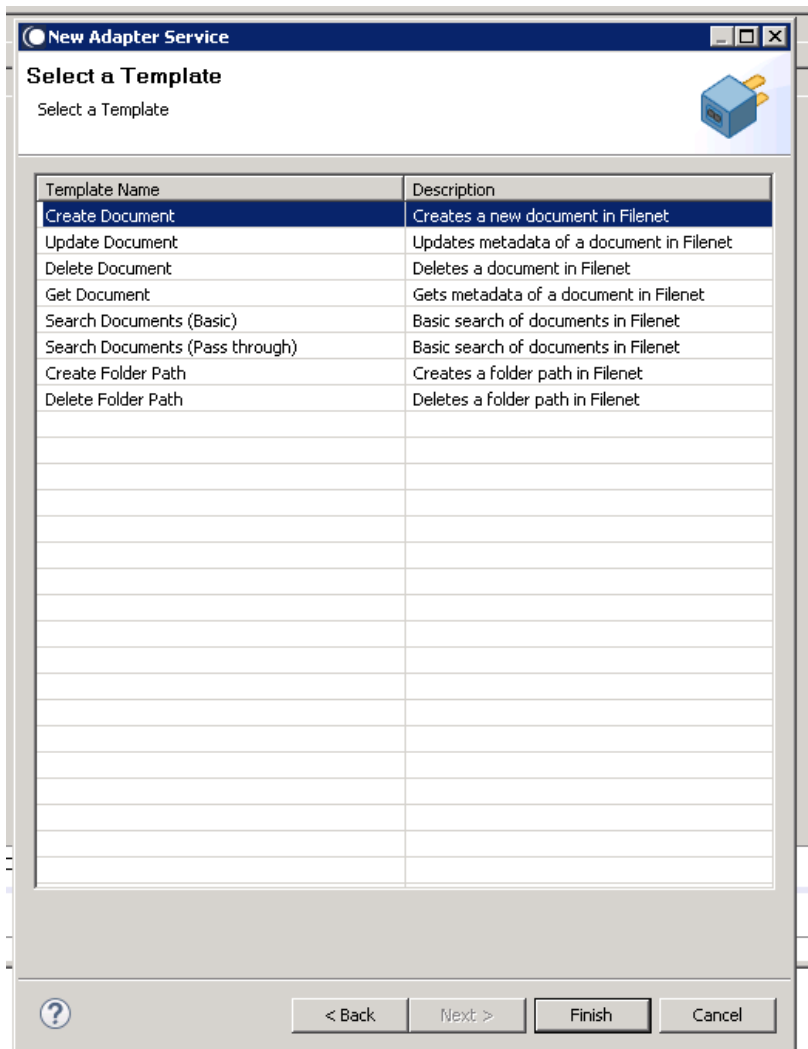 New Adapter Service
Select a Template
Select a Template
Template Name Description
Create Document Creates a new document in Filenet
Update Document Updates metadata of a document in Filenet
Delete Document Deletes a document in Filenet
Get Document Gets metadata of a document in Filenet
Search Documents (Basic) Basic search of documents in Filenet
Search Documents (Pass through) Basic search of documents in Filenet
Create Folder Path Creates a folder path in Filenet
Delete Folder Path Deletes a folder path in Filenet
? < Back Next > Finish Cancel